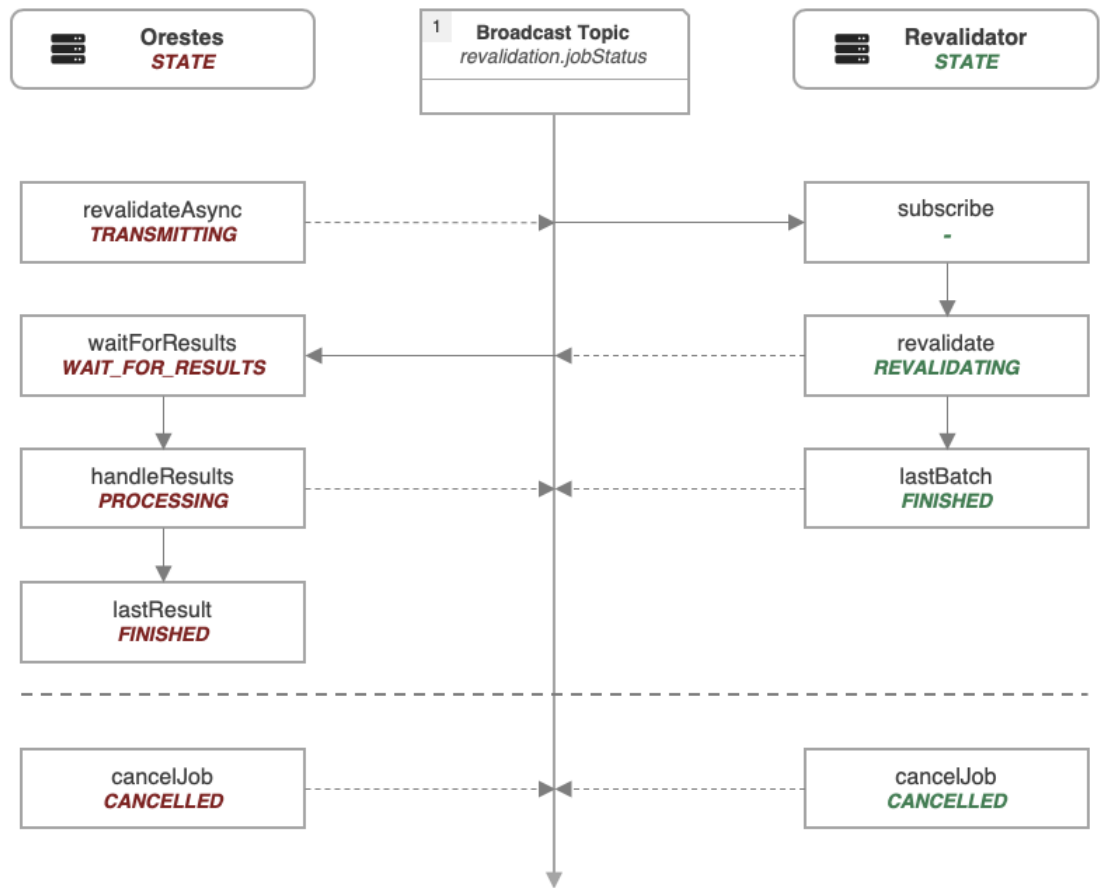 Orestes
STATE
1
Broadcast Topic
revalidation.jobStatus
Revalidator
STATE
revalidateAsync
TRANSMITTING
subscribe
-
waitForResults
WAIT_FOR_RESULTS
revalidate
REVALIDATING
handleResults
PROCESSING
lastBatch
FINISHED
lastResult
FINISHED
cancelJob
CANCELLED
cancelJob
CANCELLED